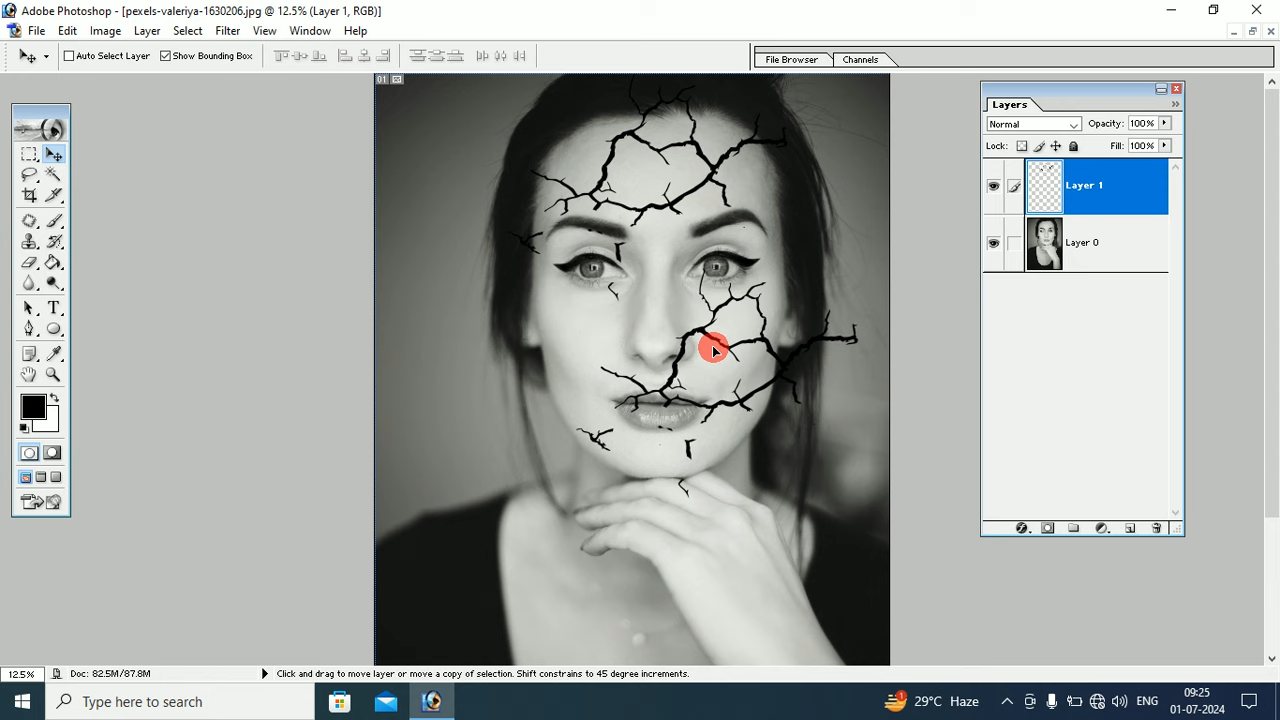 Adobe Photoshop - [pexels-valeriya-1630206.jpg @ 12.5% (Layer 1, RGB)]
File Edit Image Layer Select Filter View Window Help
Auto Select Layer Show Bounding Box
File Browser Channels
01
Layers
Normal Opacity: 100%
Lock: Fill: 100%
Layer 1
Layer 0
T
12.5% Doc: 82.5M/87.8M Click and drag to move layer or move a copy of selection. Shift constrains to 45 degree increments.
Type here to search
1
29°C Haze
ENG
09:25
01-07-2024